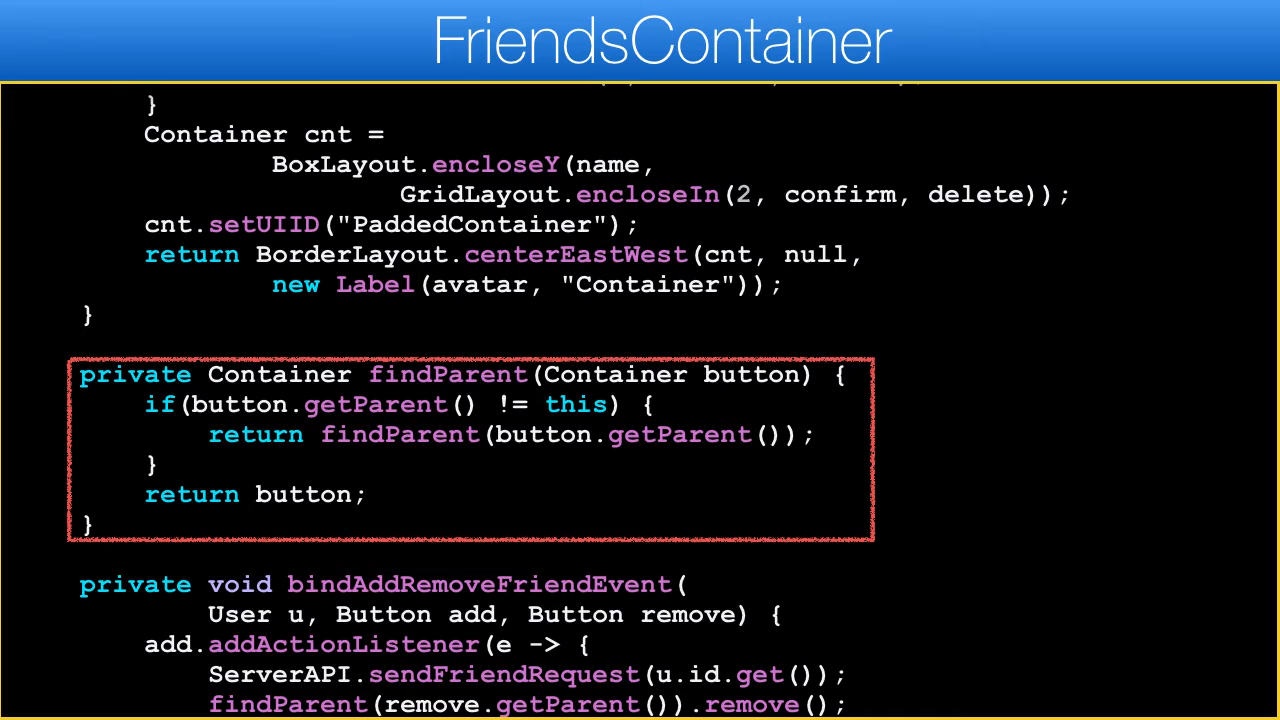 FriendsContainer
}
Container cnt =
BoxLayout.encloseY(name,
GridLayout.encloseIn(2, confirm, delete));
cnt.setUIID("PaddedContainer");
return BorderLayout.centerEastWest(cnt, null,
new Label(avatar, "Container"));
}
private Container findParent(Container button) {
if(button.getParent() != this) {
return findParent(button.getParent());
}
return button;
}
private void bindAddRemoveFriendEvent(
User u, Button add, Button remove) {
add.addActionListener(e -> {
ServerAPI.sendFriendRequest(u.id.get());
findParent(remove.getParent()).remove();